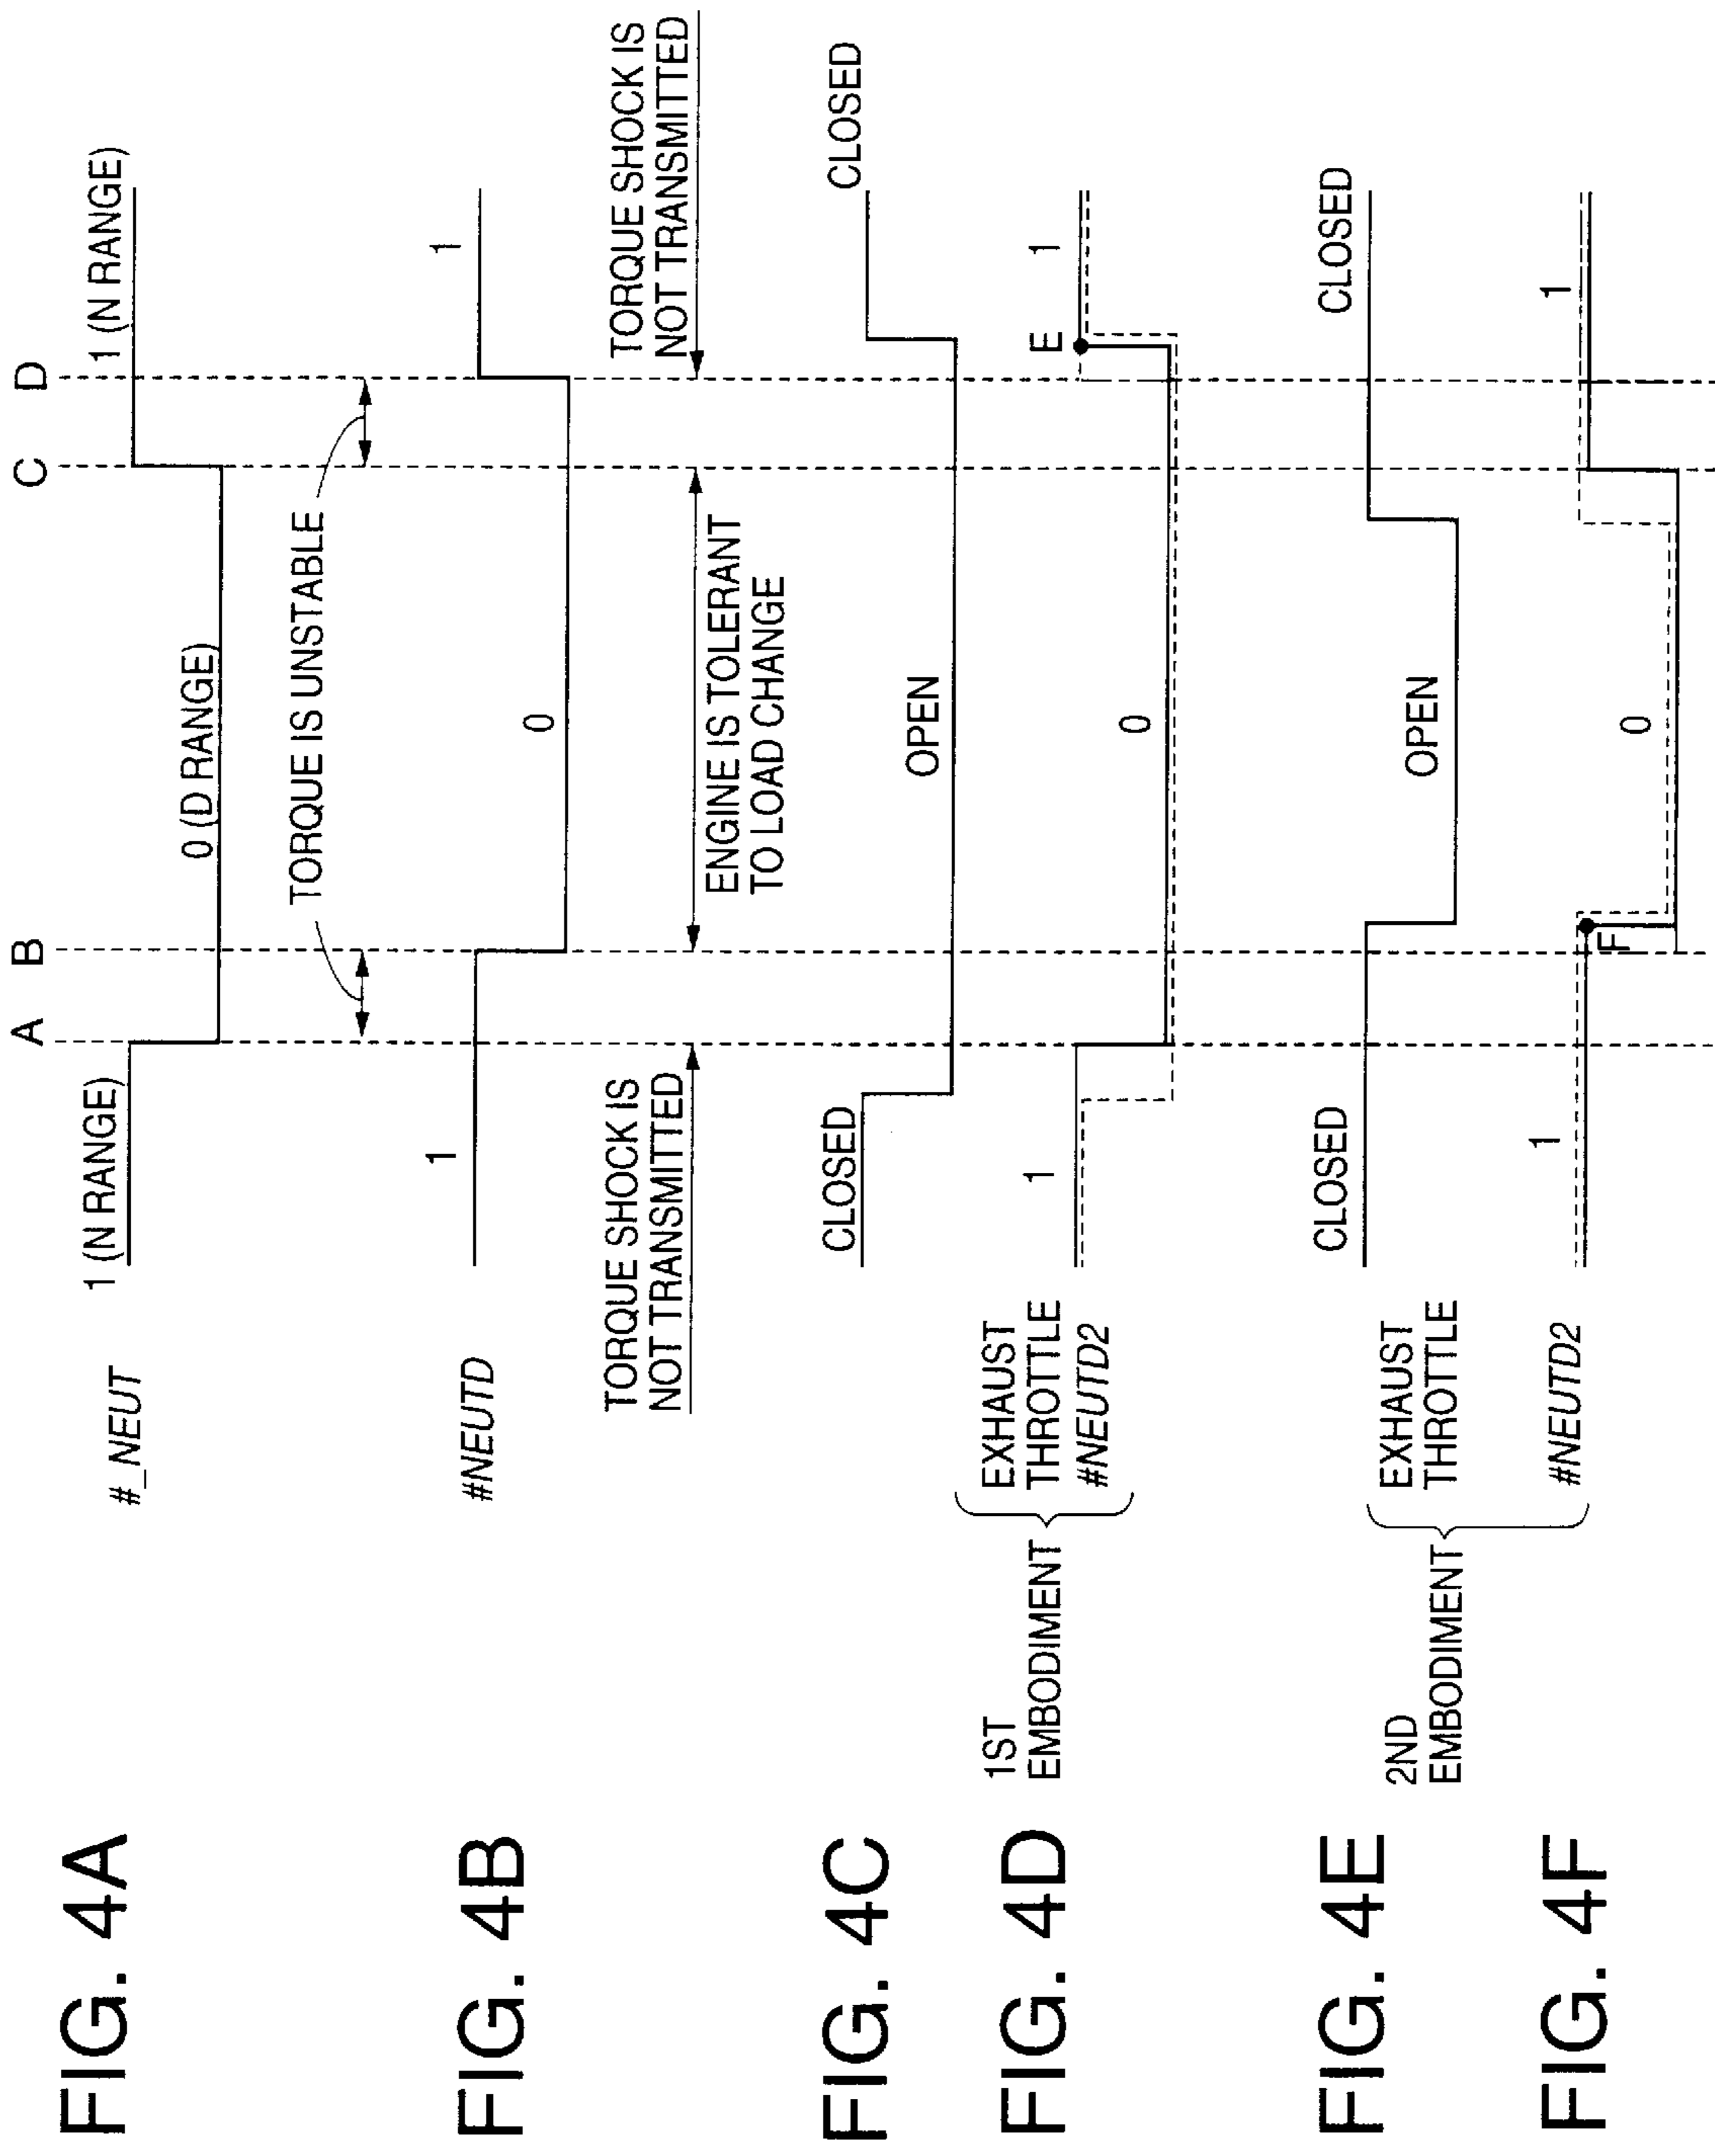 A
B
C
D
FIG. 4A
#_NEUT
1 (N RANGE)
0 (D RANGE)
1 (N RANGE)
TORQUE IS UNSTABLE
FIG. 4B
#NEUTD
1
0
1
TORQUE SHOCK IS
NOT TRANSMITTED
ENGINE IS TOLERANT
TO LOAD CHANGE
TORQUE SHOCK IS
NOT TRANSMITTED
FIG. 4C
CLOSED
OPEN
CLOSED
FIG. 4D
1ST
EMBODIMENT
EXHAUST
THROTTLE
#NEUTD2
1
0
E
1
FIG. 4E
2ND
EMBODIMENT
EXHAUST
THROTTLE
CLOSED
OPEN
CLOSED
FIG. 4F
#NEUTD2
1
F
0
1